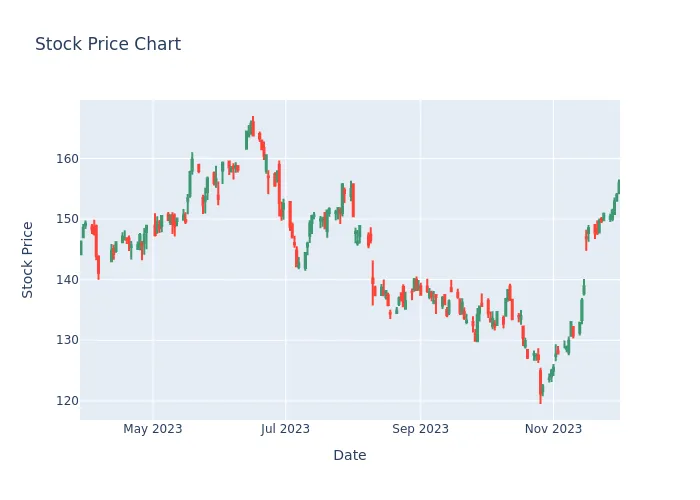 Stock Price Chart
160
150
140
130
120
Stock Price
May 2023
Jul 2023
Sep 2023
Nov 2023
Date